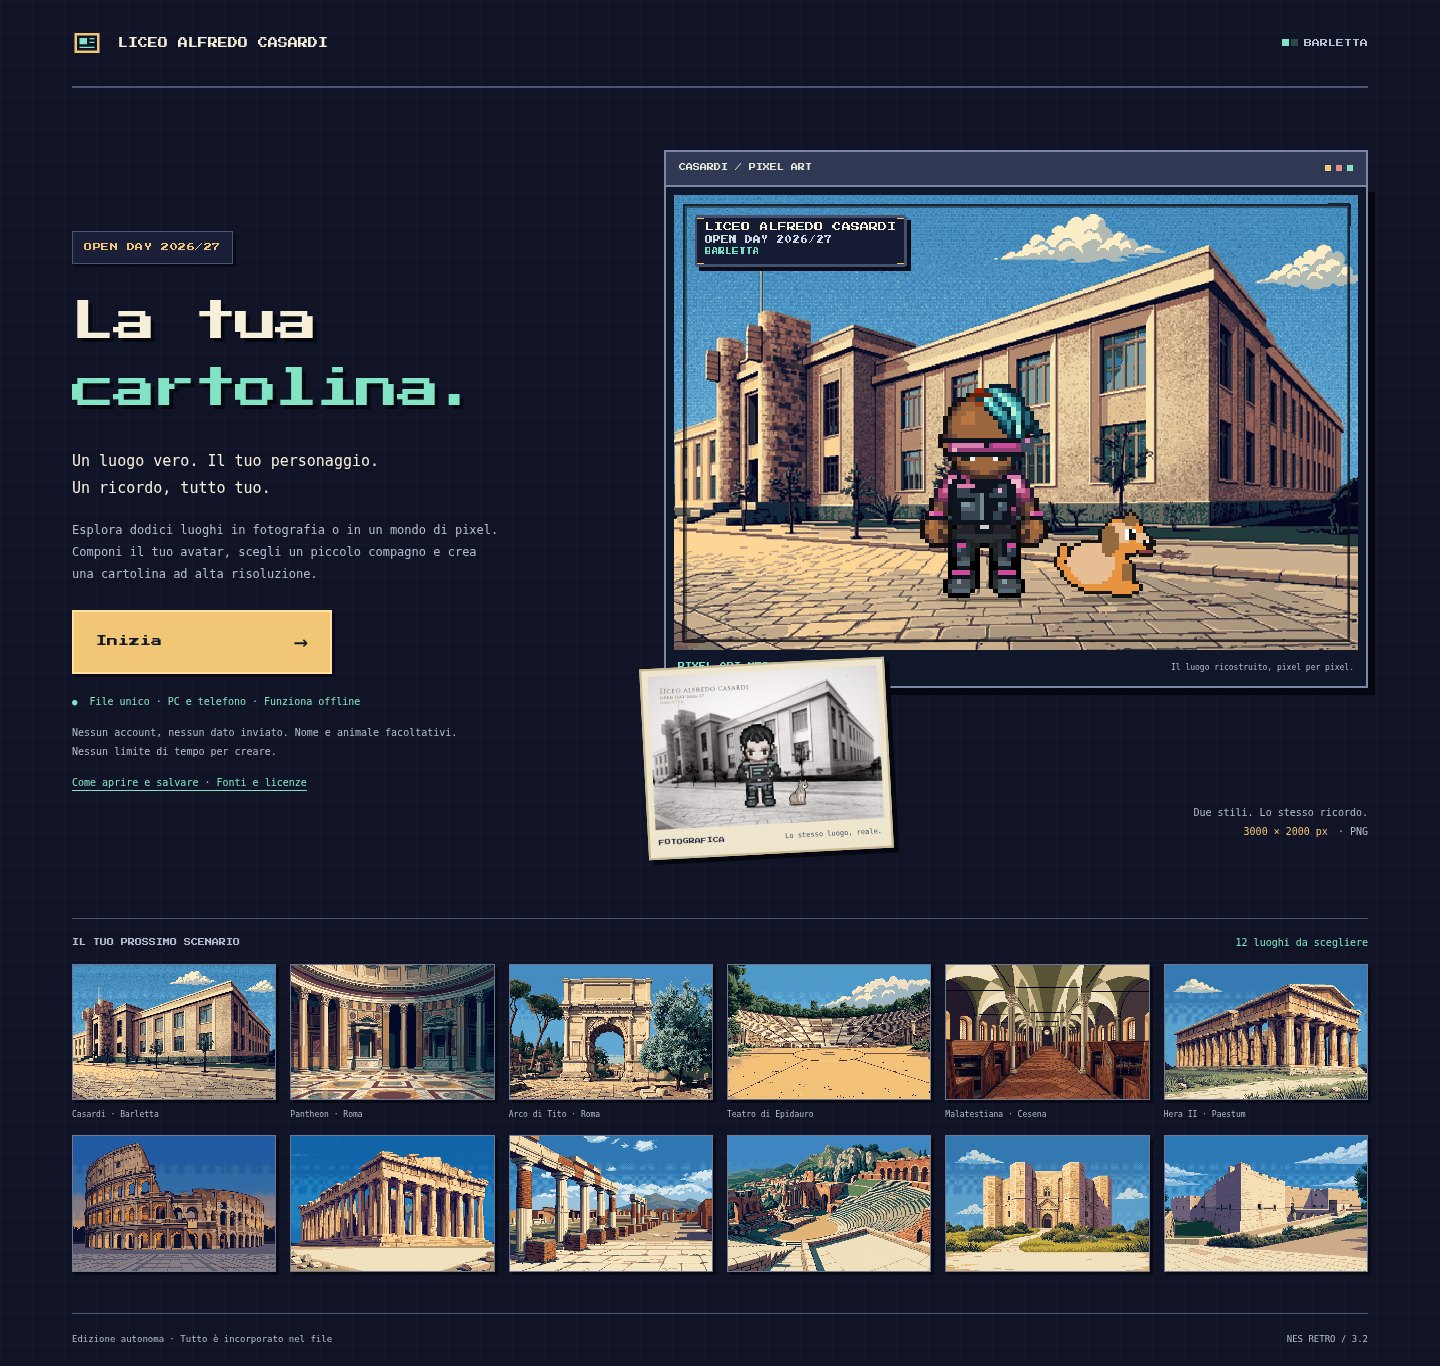 LICEO ALFREDO CASARDI
BARLETTA
OPEN DAY 2026/27
La tua
cartolina.
Un luogo vero. Il tuo personaggio.
Un ricordo, tutto tuo.
Esplora dodici luoghi in fotografia o in un mondo di pixel.
Componi il tuo avatar, scegli un piccolo compagno e crea
una cartolina ad alta risoluzione.
Inizia →
● File unico · PC e telefono · Funziona offline
Nessun account, nessun dato inviato. Nome e animale facoltativi.
Nessun limite di tempo per creare.
Come aprire e salvare · Fonti e licenze
CASARDI / PIXEL ART
LICEO ALFREDO CASARDI
OPEN DAY 2026/27
BARLETTA
PIXEL ART
Il luogo ricostruito, pixel per pixel.
LICEO ALFREDO CASARDI
OPEN DAY 2026/27
BARLETTA
FOTOGRAFICA
Lo stesso luogo, reale.
Due stili. Lo stesso ricordo.
3000 × 2000 px · PNG
IL TUO PROSSIMO SCENARIO
12 luoghi da scegliere
Casardi · Barletta
Pantheon · Roma
Arco di Tito · Roma
Teatro di Epidauro
Malatestiana · Cesena
Hera II · Paestum
Edizione autonoma · Tutto è incorporato nel file
NES RETRO / 3.2